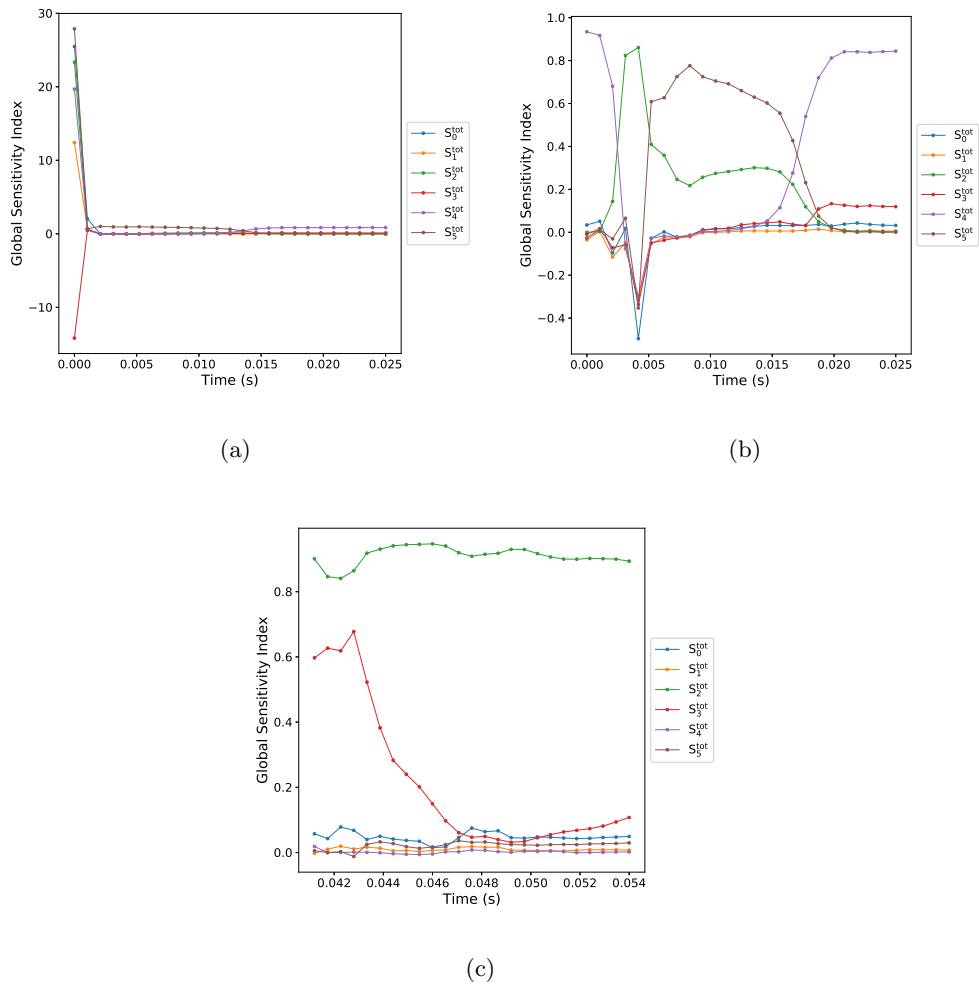 30
20
10
0
−10
Global Sensitivity Index
0.000 0.005 0.010 0.015 0.020 0.025
Time (s)
S₀ᵗᵒᵗ
S₁ᵗᵒᵗ
S₂ᵗᵒᵗ
S₃ᵗᵒᵗ
S₄ᵗᵒᵗ
S₅ᵗᵒᵗ
(a)
1.0
0.8
0.6
0.4
0.2
0.0
−0.2
−0.4
Global Sensitivity Index
0.000 0.005 0.010 0.015 0.020 0.025
Time (s)
S₀ᵗᵒᵗ
S₁ᵗᵒᵗ
S₂ᵗᵒᵗ
S₃ᵗᵒᵗ
S₄ᵗᵒᵗ
S₅ᵗᵒᵗ
(b)
0.8
0.6
0.4
0.2
0.0
Global Sensitivity Index
0.042 0.044 0.046 0.048 0.050 0.052 0.054
Time (s)
S₀ᵗᵒᵗ
S₁ᵗᵒᵗ
S₂ᵗᵒᵗ
S₃ᵗᵒᵗ
S₄ᵗᵒᵗ
S₅ᵗᵒᵗ
(c)